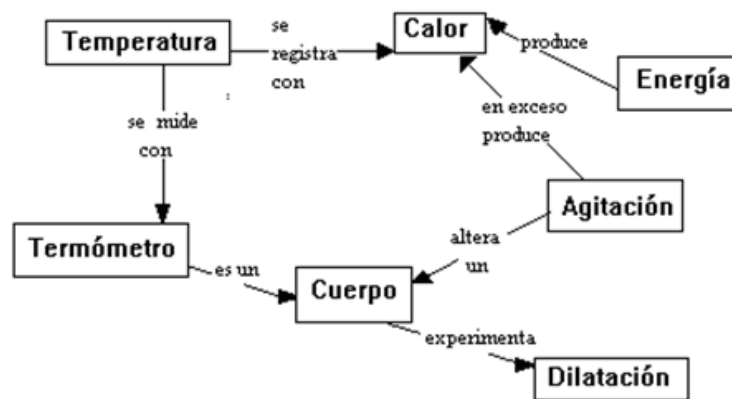 Temperatura
se
registra
con
Calor
produce
Energía
se mide
con
en exceso
produce
Agitación
Termómetro
es un
Cuerpo
altera
un
experimenta
Dilatación